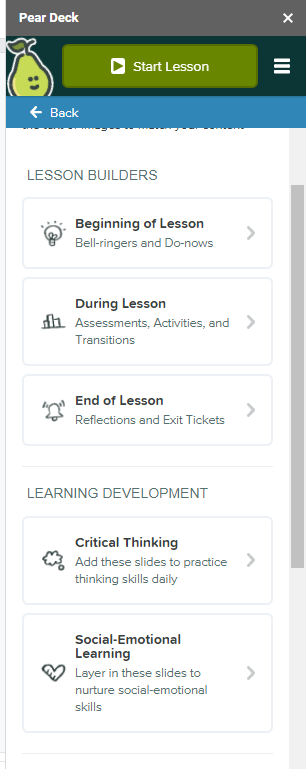 Pear Deck
Start Lesson
Back
the text or images to match your content
LESSON BUILDERS
Beginning of Lesson
Bell-ringers and Do-nows
During Lesson
Assessments, Activities, and
Transitions
End of Lesson
Reflections and Exit Tickets
LEARNING DEVELOPMENT
Critical Thinking
Add these slides to practice
thinking skills daily
Social-Emotional
Learning
Layer in these slides to
nurture social-emotional
skills